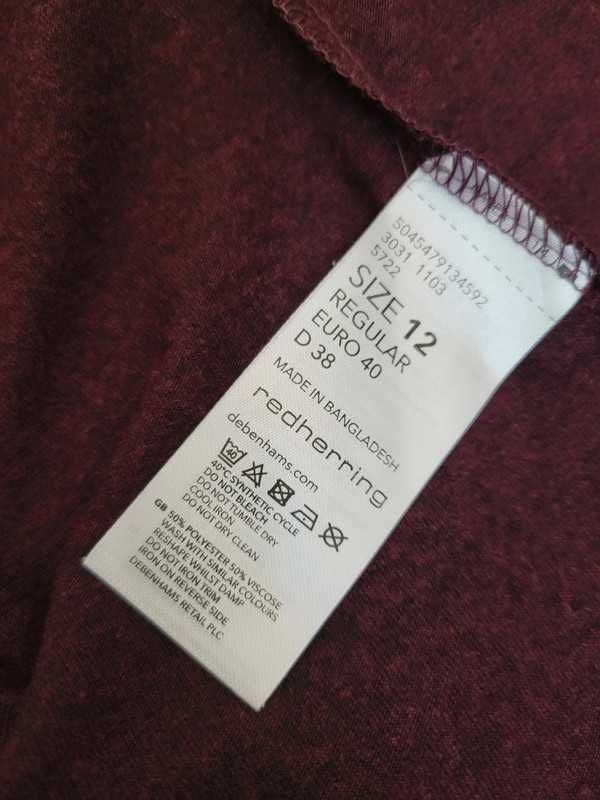 5045479134592
3031 1103
5722
SIZE 12
REGULAR
EURO 40
D 38
MADE IN BANGLADESH
redherring
debenhams.com
40
40°C SYNTHETIC CYCLE
DO NOT BLEACH
DO NOT TUMBLE DRY
COOL IRON
DO NOT DRY CLEAN
GB 50% POLYESTER 50% VISCOSE
WASH WITH SIMILAR COLOURS
RESHAPE WHILST DAMP
DO NOT IRON TRIM
IRON ON REVERSE SIDE
DEBENHAMS RETAIL PLC